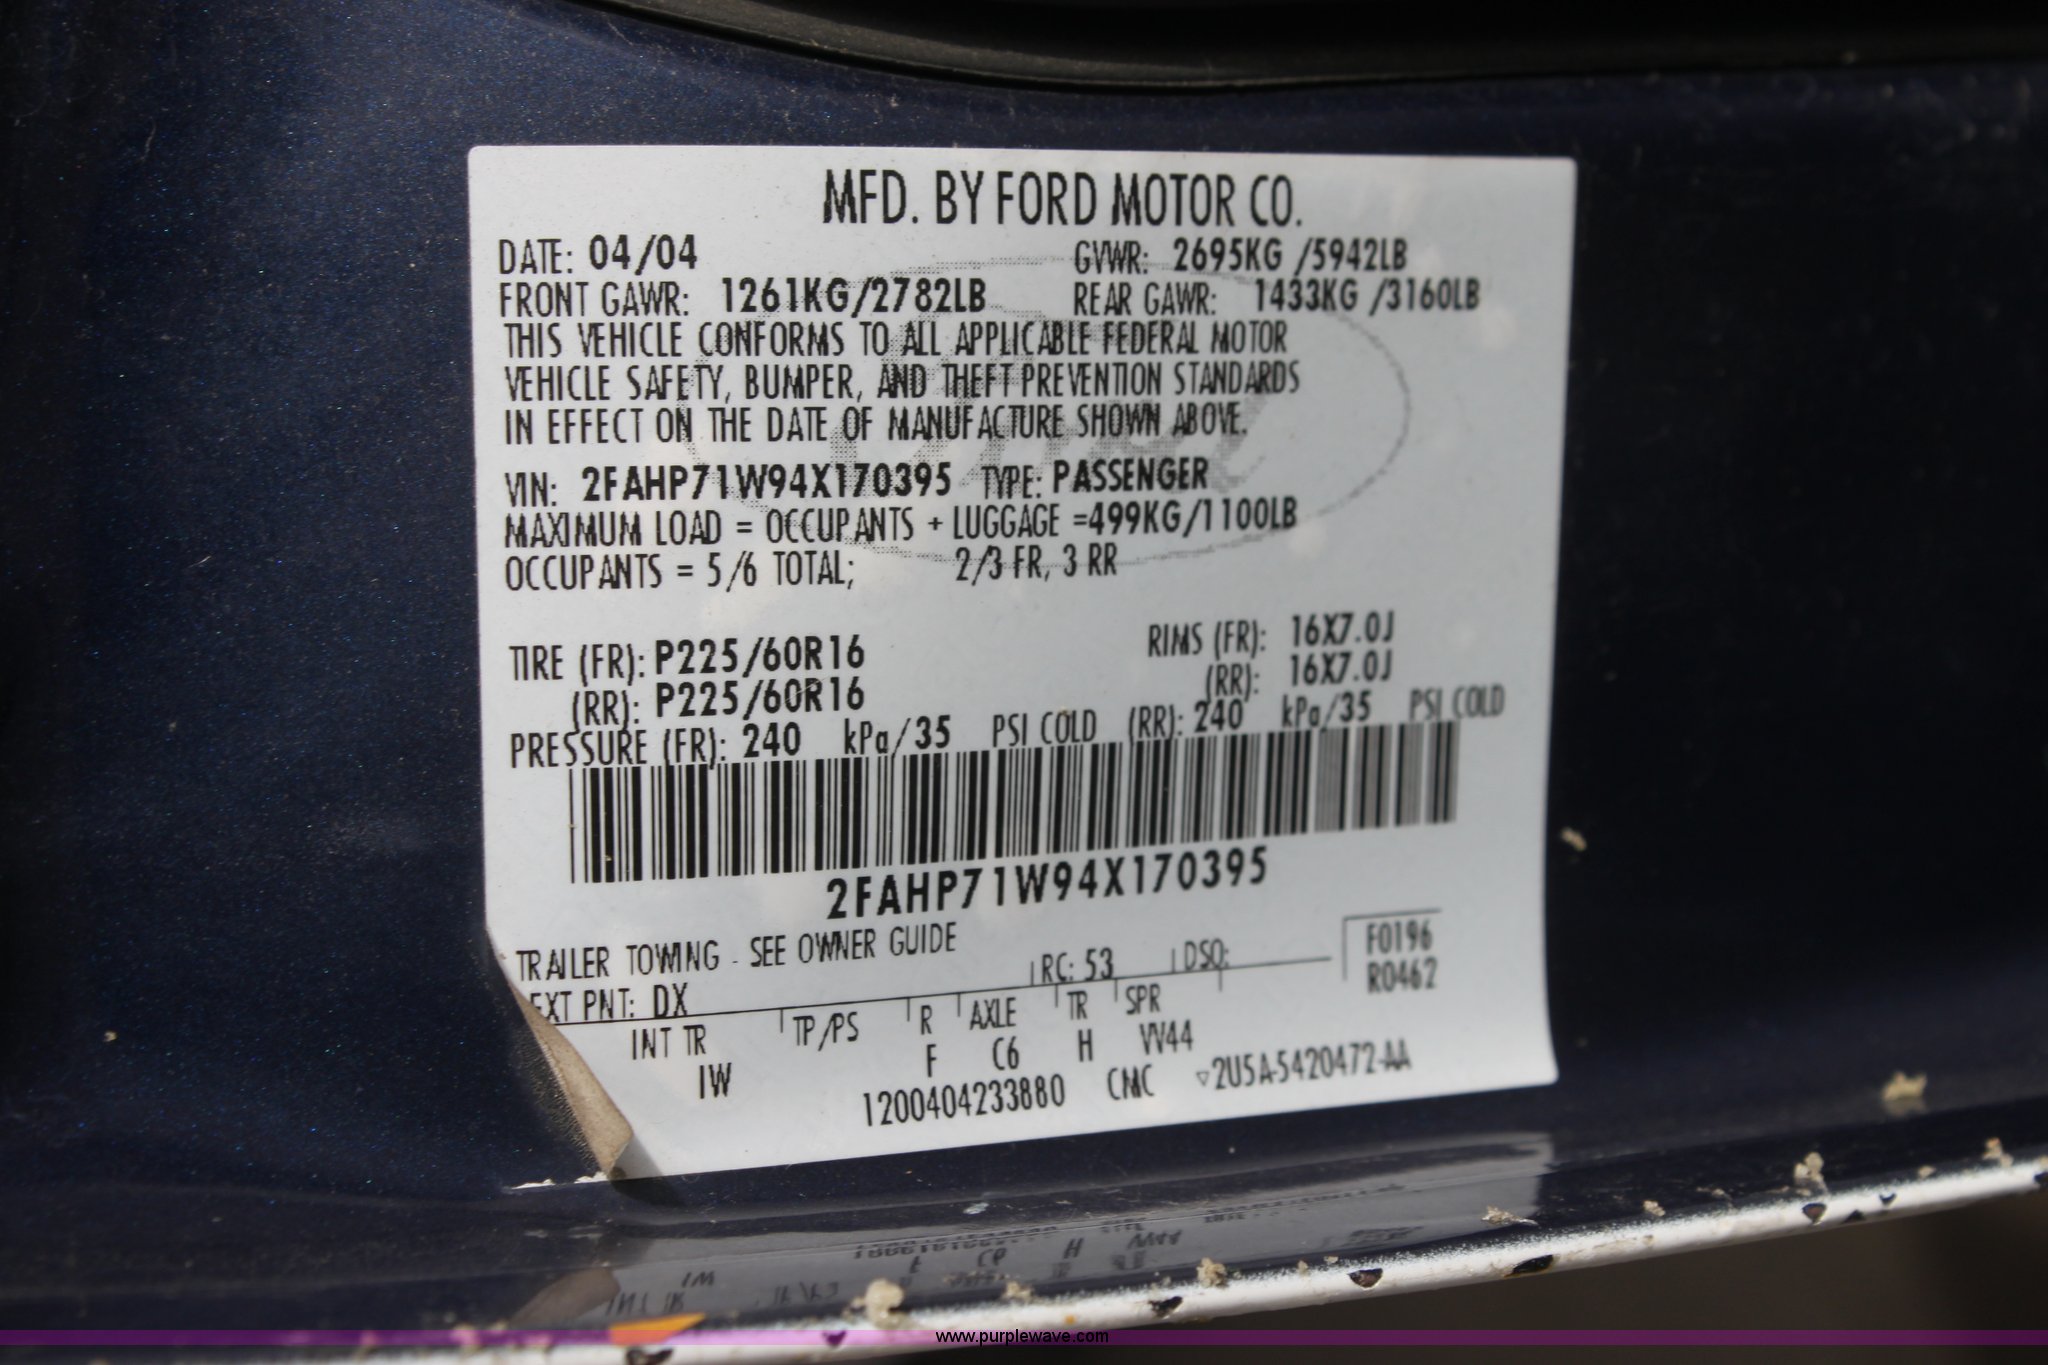 MFD. BY FORD MOTOR CO.
DATE: 04/04 GVWR: 2695KG /5942LB
FRONT GAWR: 1261KG/2782LB REAR GAWR: 1433KG /3160LB
THIS VEHICLE CONFORMS TO ALL APPLICABLE FEDERAL MOTOR
VEHICLE SAFETY, BUMPER, AND THEFT PREVENTION STANDARDS
IN EFFECT ON THE DATE OF MANUFACTURE SHOWN ABOVE.
VIN: 2FAHP71W94X170395 TYPE: PASSENGER
MAXIMUM LOAD = OCCUPANTS + LUGGAGE =499KG/1100LB
OCCUPANTS = 5/6 TOTAL; 2/3 FR, 3 RR
TIRE (FR): P225/60R16 RIMS (FR): 16X7.0J
(RR): P225/60R16 (RR): 16X7.0J
PRESSURE (FR): 240 kPa/35 PSI COLD (RR): 240 kPa/35 PSI COLD
2FAHP71W94X170395
TRAILER TOWING - SEE OWNER GUIDE
F0196
EXT PNT: DX RC: 53 DSO: R0462
INT TR TP/PS R AXLE TR SPR
IW F C6 H VV44
1200404233880 CMC ▿2U5A-5420472-AA
www.purplewave.com